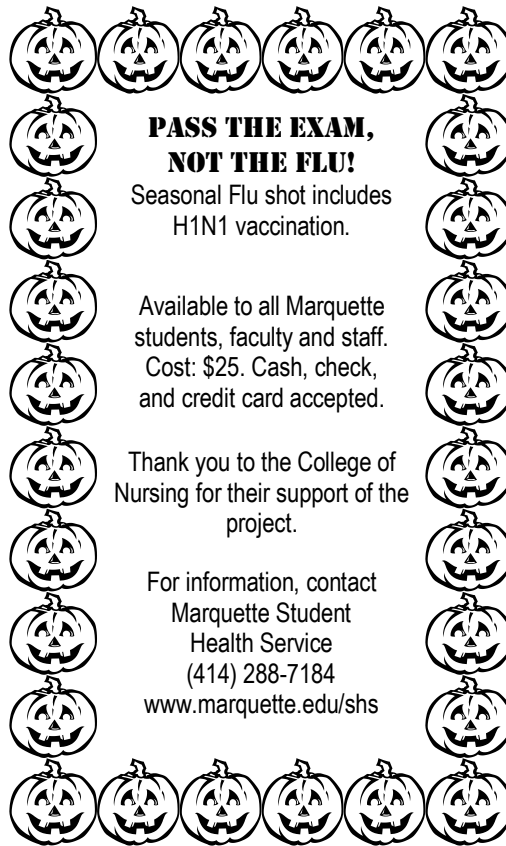 PASS THE EXAM,
NOT THE FLU!
Seasonal Flu shot includes
H1N1 vaccination.
Available to all Marquette
students, faculty and staff.
Cost: $25. Cash, check,
and credit card accepted.
Thank you to the College of
Nursing for their support of the
project.
For information, contact
Marquette Student
Health Service
(414) 288-7184
www.marquette.edu/shs